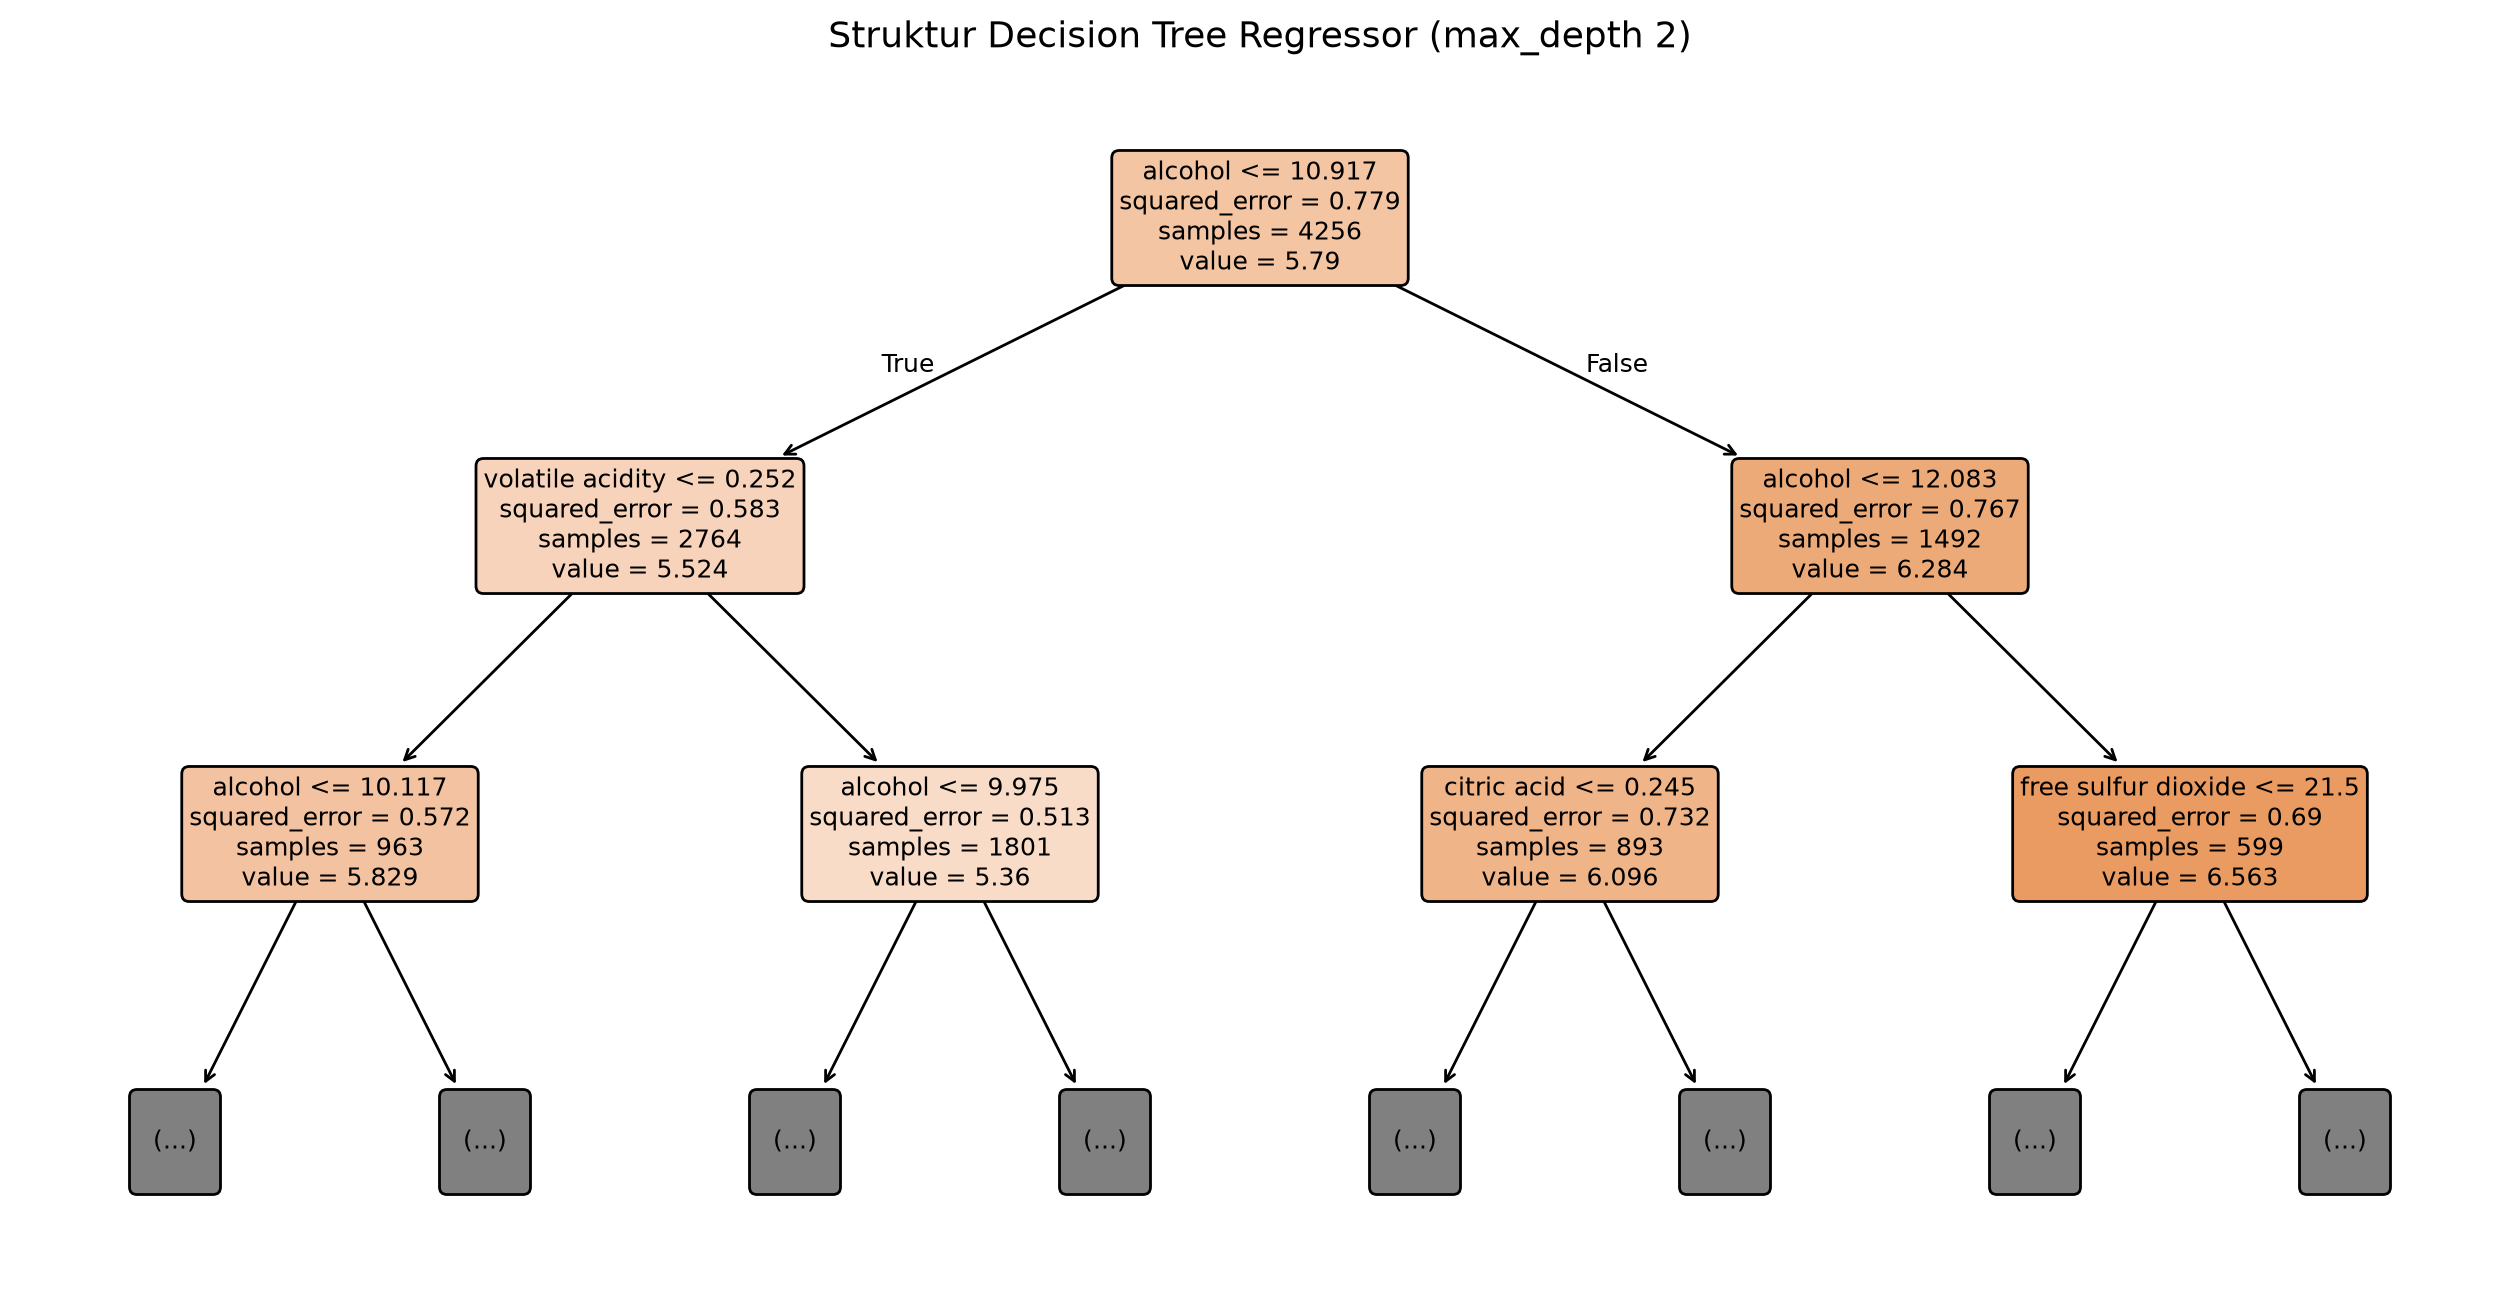 Struktur Decision Tree Regressor (max_depth 2)
alcohol <= 10.917
squared_error = 0.779
samples = 4256
value = 5.79
True
False
volatile acidity <= 0.252
squared_error = 0.583
samples = 2764
value = 5.524
alcohol <= 12.083
squared_error = 0.767
samples = 1492
value = 6.284
alcohol <= 10.117
squared_error = 0.572
samples = 963
value = 5.829
alcohol <= 9.975
squared_error = 0.513
samples = 1801
value = 5.36
citric acid <= 0.245
squared_error = 0.732
samples = 893
value = 6.096
free sulfur dioxide <= 21.5
squared_error = 0.69
samples = 599
value = 6.563
(...)
(...)
(...)
(...)
(...)
(...)
(...)
(...)